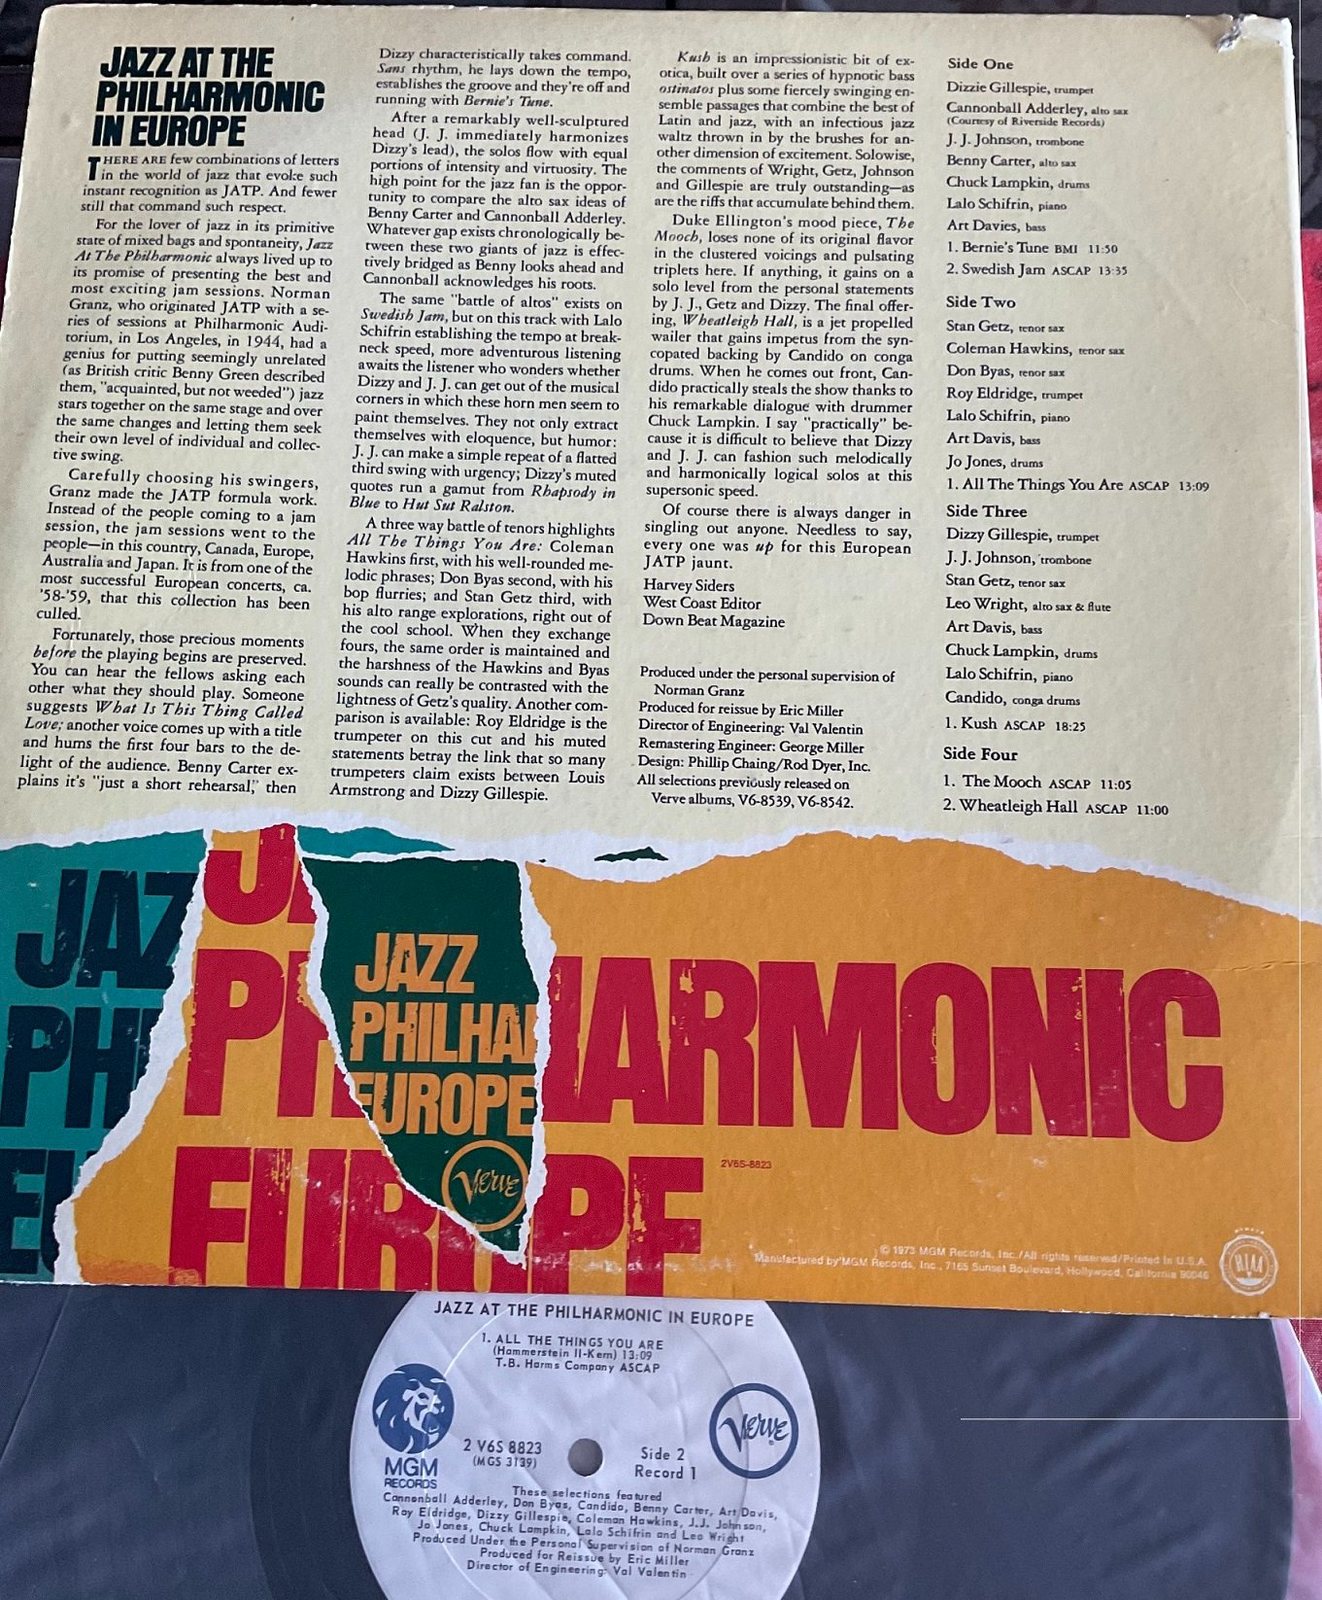 JAZZ AT THE
PHILHARMONIC
IN EUROPE
THERE ARE few combinations of letters
in the world of jazz that evoke such
instant recognition as JATP. And fewer
still that command such respect.
For the lover of jazz in its primitive
state of mixed bags and spontaneity, Jazz
At The Philharmonic always lived up to
its promise of presenting the best and
most exciting jam sessions. Norman
Granz, who originated JATP with a se-
ries of sessions at Philharmonic Audi-
torium, in Los Angeles, in 1944, had a
genius for putting seemingly unrelated
(as British critic Benny Green described
them, "acquainted, but not weeded") jazz
stars together on the same stage and over
the same changes and letting them seek
their own level of individual and collec-
tive swing.
Carefully choosing his swingers,
Granz made the JATP formula work.
Instead of the people coming to a jam
session, the jam sessions went to the
people—in this country, Canada, Europe,
Australia and Japan. It is from one of the
most successful European concerts, ca.
'58-'59, that this collection has been
culled.
Fortunately, those precious moments
before the playing begins are preserved.
You can hear the fellows asking each
other what they should play. Someone
suggests What Is This Thing Called
Love; another voice comes up with a title
and hums the first four bars to the de-
light of the audience. Benny Carter ex-
plains it's "just a short rehearsal," then
Dizzy characteristically takes command.
Sans rhythm, he lays down the tempo,
establishes the groove and they're off and
running with Bernie's Tune.
After a remarkably well-sculptured
head (J. J. immediately harmonizes
Dizzy's lead), the solos flow with equal
portions of intensity and virtuosity. The
high point for the jazz fan is the oppor-
tunity to compare the alto sax ideas of
Benny Carter and Cannonball Adderley.
Whatever gap exists chronologically be-
tween these two giants of jazz is effec-
tively bridged as Benny looks ahead and
Cannonball acknowledges his roots.
The same "battle of altos" exists on
Swedish Jam, but on this track with Lalo
Schifrin establishing the tempo at break-
neck speed, more adventurous listening
awaits the listener who wonders whether
Dizzy and J. J. can get out of the musical
corners in which these horn men seem to
paint themselves. They not only extract
themselves with eloquence, but humor:
J. J. can make a simple repeat of a flatted
third swing with urgency; Dizzy's muted
quotes run a gamut from Rhapsody in
Blue to Hut Sut Ralston.
A three way battle of tenors highlights
All The Things You Are: Coleman
Hawkins first, with his well-rounded me-
lodic phrases; Don Byas second, with his
bop flurries; and Stan Getz third, with
his alto range explorations, right out of
the cool school. When they exchange
fours, the same order is maintained and
the harshness of the Hawkins and Byas
sounds can really be contrasted with the
lightness of Getz's quality. Another com-
parison is available: Roy Eldridge is the
trumpeter on this cut and his muted
statements betray the link that so many
trumpeters claim exists between Louis
Armstrong and Dizzy Gillespie.
Kush is an impressionistic bit of ex-
otica, built over a series of hypnotic bass
ostinatos plus some fiercely swinging en-
semble passages that combine the best of
Latin and jazz, with an infectious jazz
waltz thrown in by the brushes for an-
other dimension of excitement. Solowise,
the comments of Wright, Getz, Johnson
and Gillespie are truly outstanding—as
are the riffs that accumulate behind them.
Duke Ellington's mood piece, The
Mooch, loses none of its original flavor
in the clustered voicings and pulsating
triplets here. If anything, it gains on a
solo level from the personal statements
by J. J., Getz and Dizzy. The final offer-
ing, Wheatleigh Hall, is a jet propelled
wailer that gains impetus from the syn-
copated backing by Candido on conga
drums. When he comes out front, Can-
dido practically steals the show thanks to
his remarkable dialogue with drummer
Chuck Lampkin. I say "practically" be-
cause it is difficult to believe that Dizzy
and J. J. can fashion such melodically
and harmonically logical solos at this
supersonic speed.
Of course there is always danger in
singling out anyone. Needless to say,
every one was up for this European
JATP jaunt.
Harvey Siders
West Coast Editor
Down Beat Magazine
Produced under the personal supervision of
Norman Granz
Produced for reissue by Eric Miller
Director of Engineering: Val Valentin
Remastering Engineer: George Miller
Design: Phillip Chaing/Rod Dyer, Inc.
All selections previously released on
Verve albums, V6-8539, V6-8542.
Side One
Dizzie Gillespie, trumpet
Cannonball Adderley, alto sax
(Courtesy of Riverside Records)
J. J. Johnson, trombone
Benny Carter, alto sax
Chuck Lampkin, drums
Lalo Schifrin, piano
Art Davies, bass
1. Bernie's Tune BMI 11:50
2. Swedish Jam ASCAP 13:35
Side Two
Stan Getz, tenor sax
Coleman Hawkins, tenor sax
Don Byas, tenor sax
Roy Eldridge, trumpet
Lalo Schifrin, piano
Art Davis, bass
Jo Jones, drums
1. All The Things You Are ASCAP 13:09
Side Three
Dizzy Gillespie, trumpet
J. J. Johnson, trombone
Stan Getz, tenor sax
Leo Wright, alto sax & flute
Art Davis, bass
Chuck Lampkin, drums
Lalo Schifrin, piano
Candido, conga drums
1. Kush ASCAP 18:25
Side Four
1. The Mooch ASCAP 11:05
2. Wheatleigh Hall ASCAP 11:00
JAZ
PHI
EU
J
PH
HARMONIC
EUROPE
JAZZ
PHILHA
EUROPE
Verve
2V6S-8823
© 1973 MGM Records, Inc./All rights reserved/Printed in U.S.A.
Manufactured by MGM Records, Inc., 7165 Sunset Boulevard, Hollywood, California 90046
RIAA
JAZZ AT THE PHILHARMONIC IN EUROPE
1. ALL THE THINGS YOU ARE
(Hammerstein II-Kern) 13:09
T.B. Harms Company ASCAP
MGM
RECORDS
2 V6S 8823
(MGS 3139)
Side 2
Record 1
Verve
These selections featured
Cannonball Adderley, Don Byas, Candido, Benny Carter, Art Davis,
Roy Eldridge, Dizzy Gillespie, Coleman Hawkins, J.J. Johnson,
Jo Jones, Chuck Lampkin, Lalo Schifrin and Leo Wright
Produced Under the Personal Supervision of Norman Granz
Produced for Reissue by Eric Miller
Director of Engineering: Val Valentin